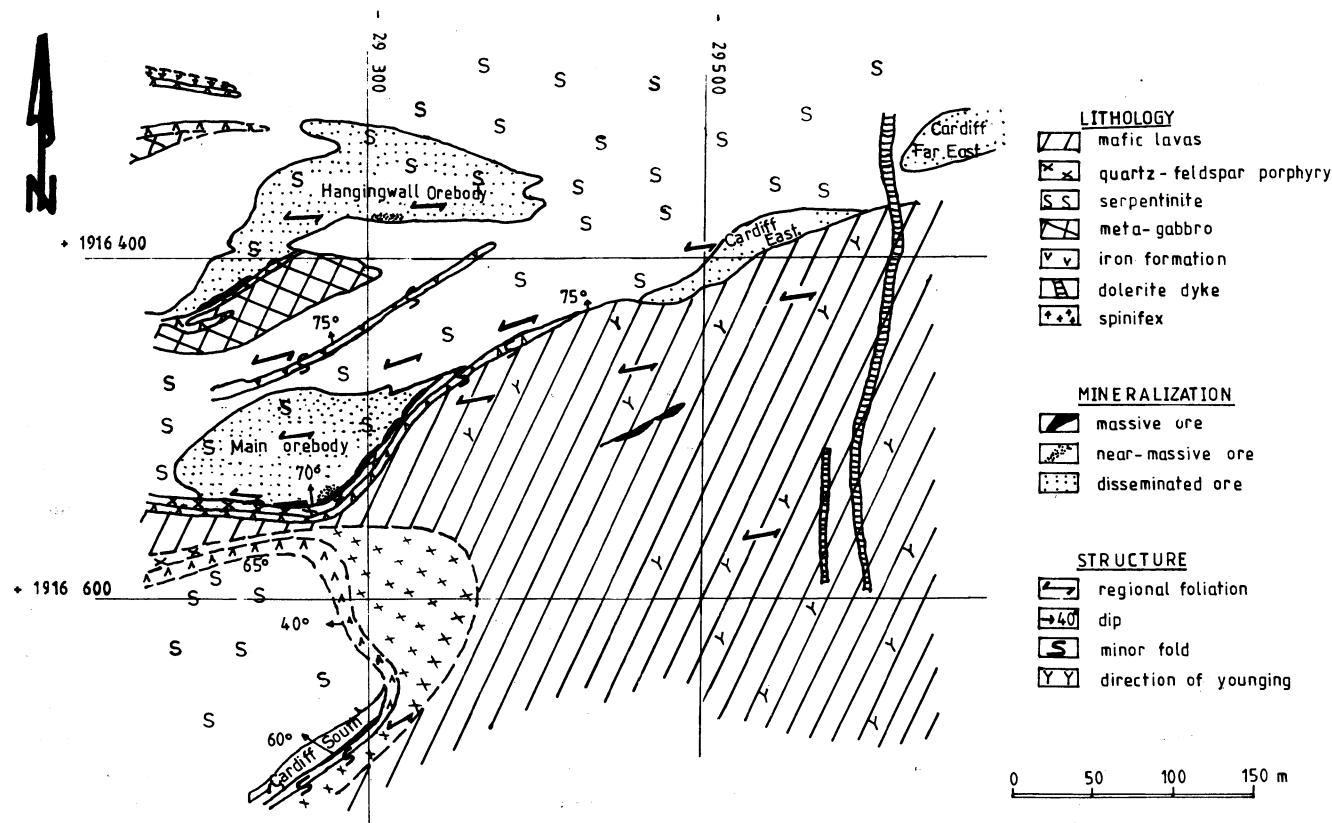 N
29 300
29500
+ 1916 400
+ 1916 600
Cardiff
Far East
Hangingwall Orebody
Cardiff
East
75°
75°
Main orebody
70°
65°
40°
60°
Cardiff South
S S S S S S S S S S S S S S S S S S S S S S S S S S S S S S S S S S S S
Y Y Y Y Y Y Y Y Y Y Y Y Y Y Y Y
LITHOLOGY
mafic lavas
quartz-feldspar porphyry
S S serpentinite
meta-gabbro
v v iron formation
dolerite dyke
spinifex
MINERALIZATION
massive ore
near-massive ore
disseminated ore
STRUCTURE
regional foliation
40° dip
S minor fold
Y Y direction of younging
0 50 100 150 m